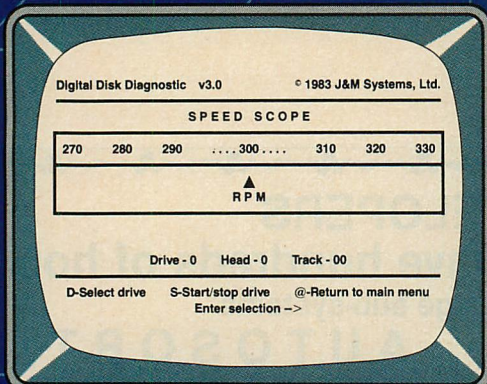 Digital Disk Diagnostic v3.0 © 1983 J&M Systems, Ltd.
SPEED SCOPE
270 280 290 ....300.... 310 320 330
RPM
Drive - 0 Head - 0 Track - 00
D-Select drive S-Start/stop drive @-Return to main menu
Enter selection -->